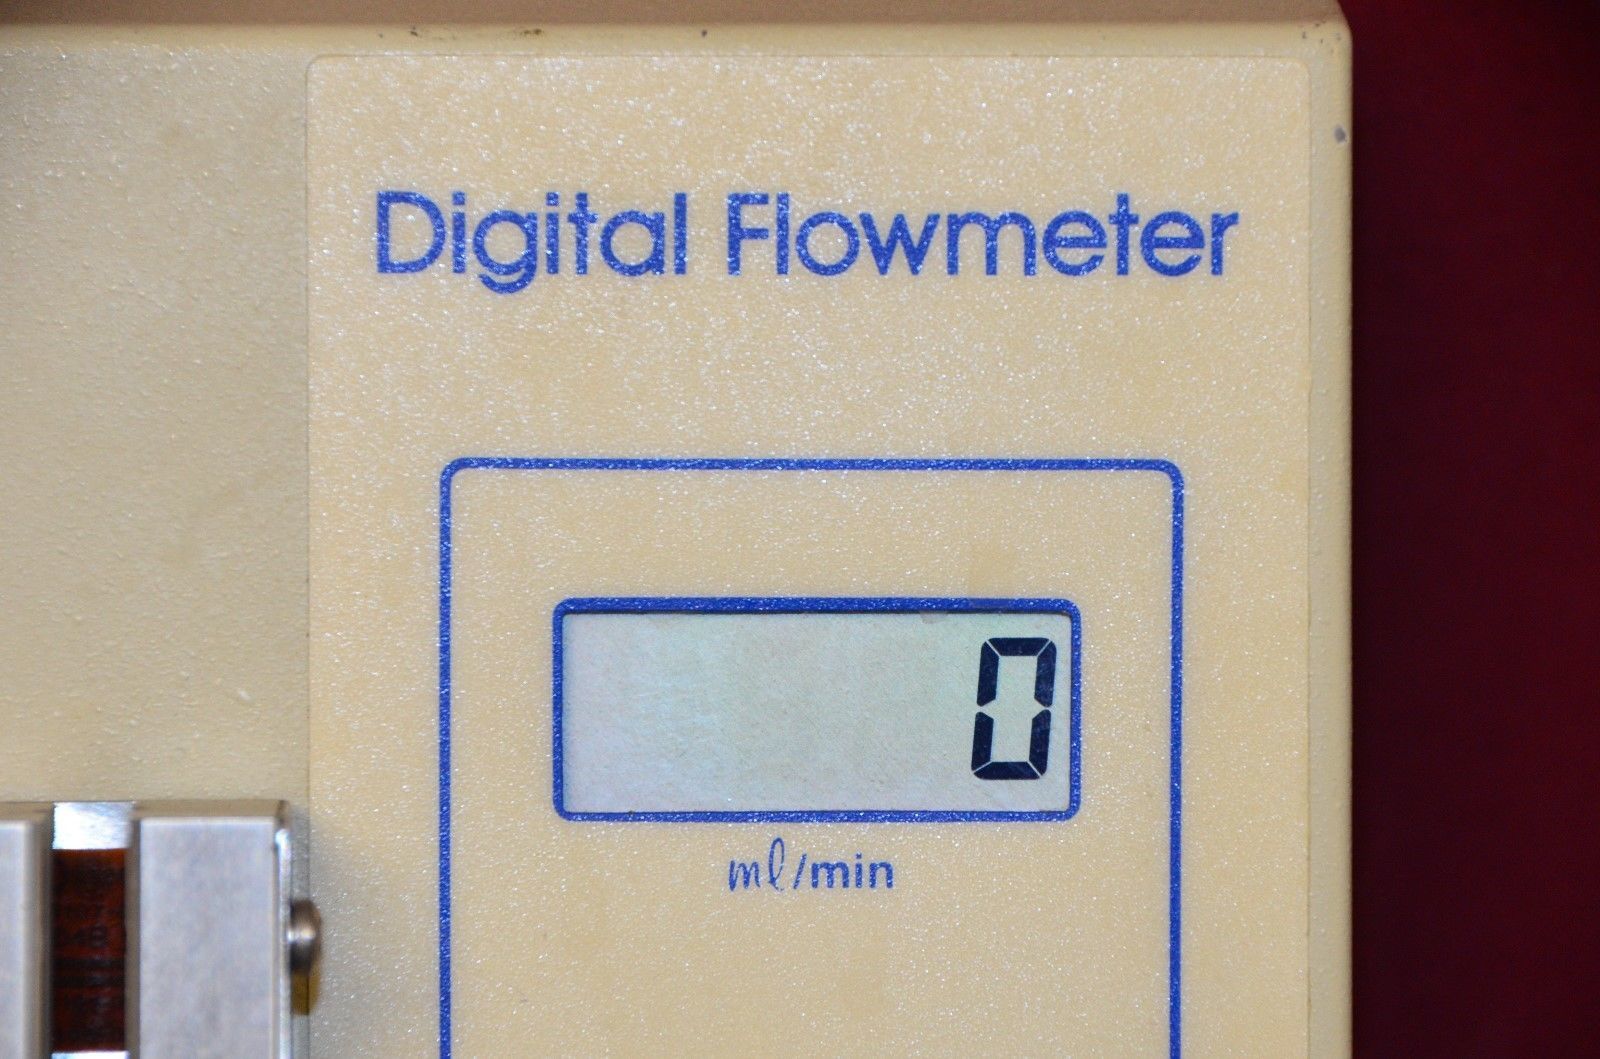 Digital Flowmeter
0
ml/min